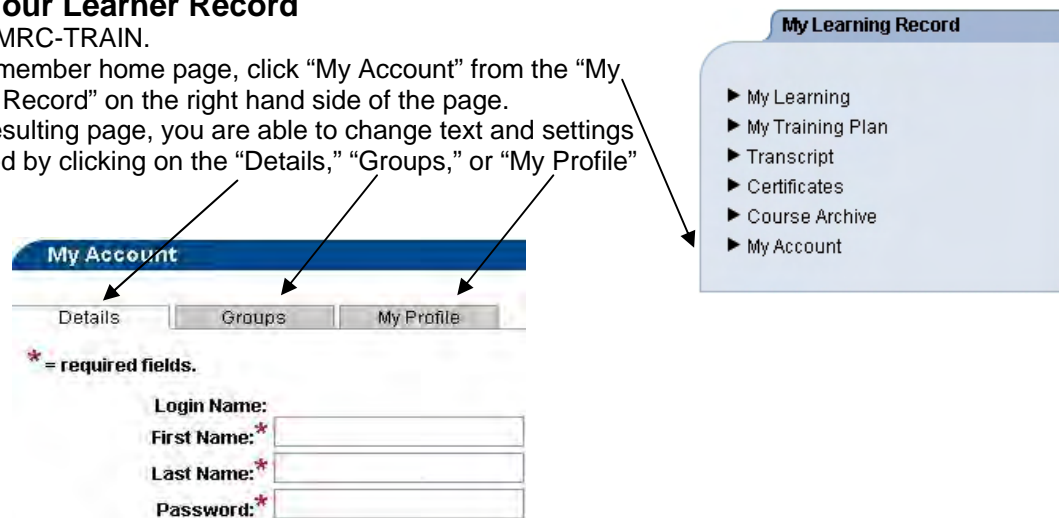 our Learner Record
MRC-TRAIN.
member home page, click “My Account” from the “My
Record” on the right hand side of the page.
esulting page, you are able to change text and settings
d by clicking on the “Details,” “Groups,” or “My Profile”
My Learning Record
My Learning
My Training Plan
Transcript
Certificates
Course Archive
My Account
My Account
Details Groups My Profile
* = required fields.
Login Name:
First Name:*
Last Name:*
Password:*